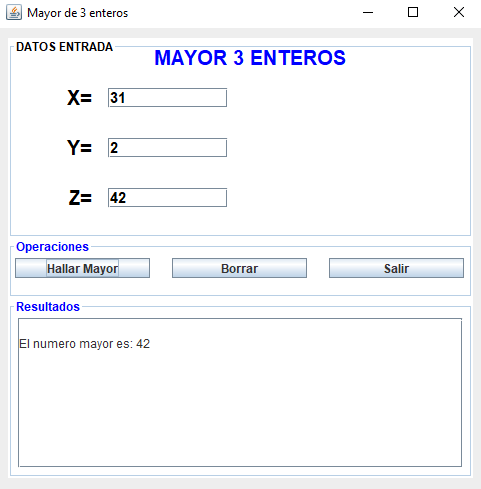 Mayor de 3 enteros
DATOS ENTRADA
MAYOR 3 ENTEROS
X= 31
Y= 2
Z= 42
Operaciones
Hallar Mayor Borrar Salir
Resultados
El numero mayor es: 42